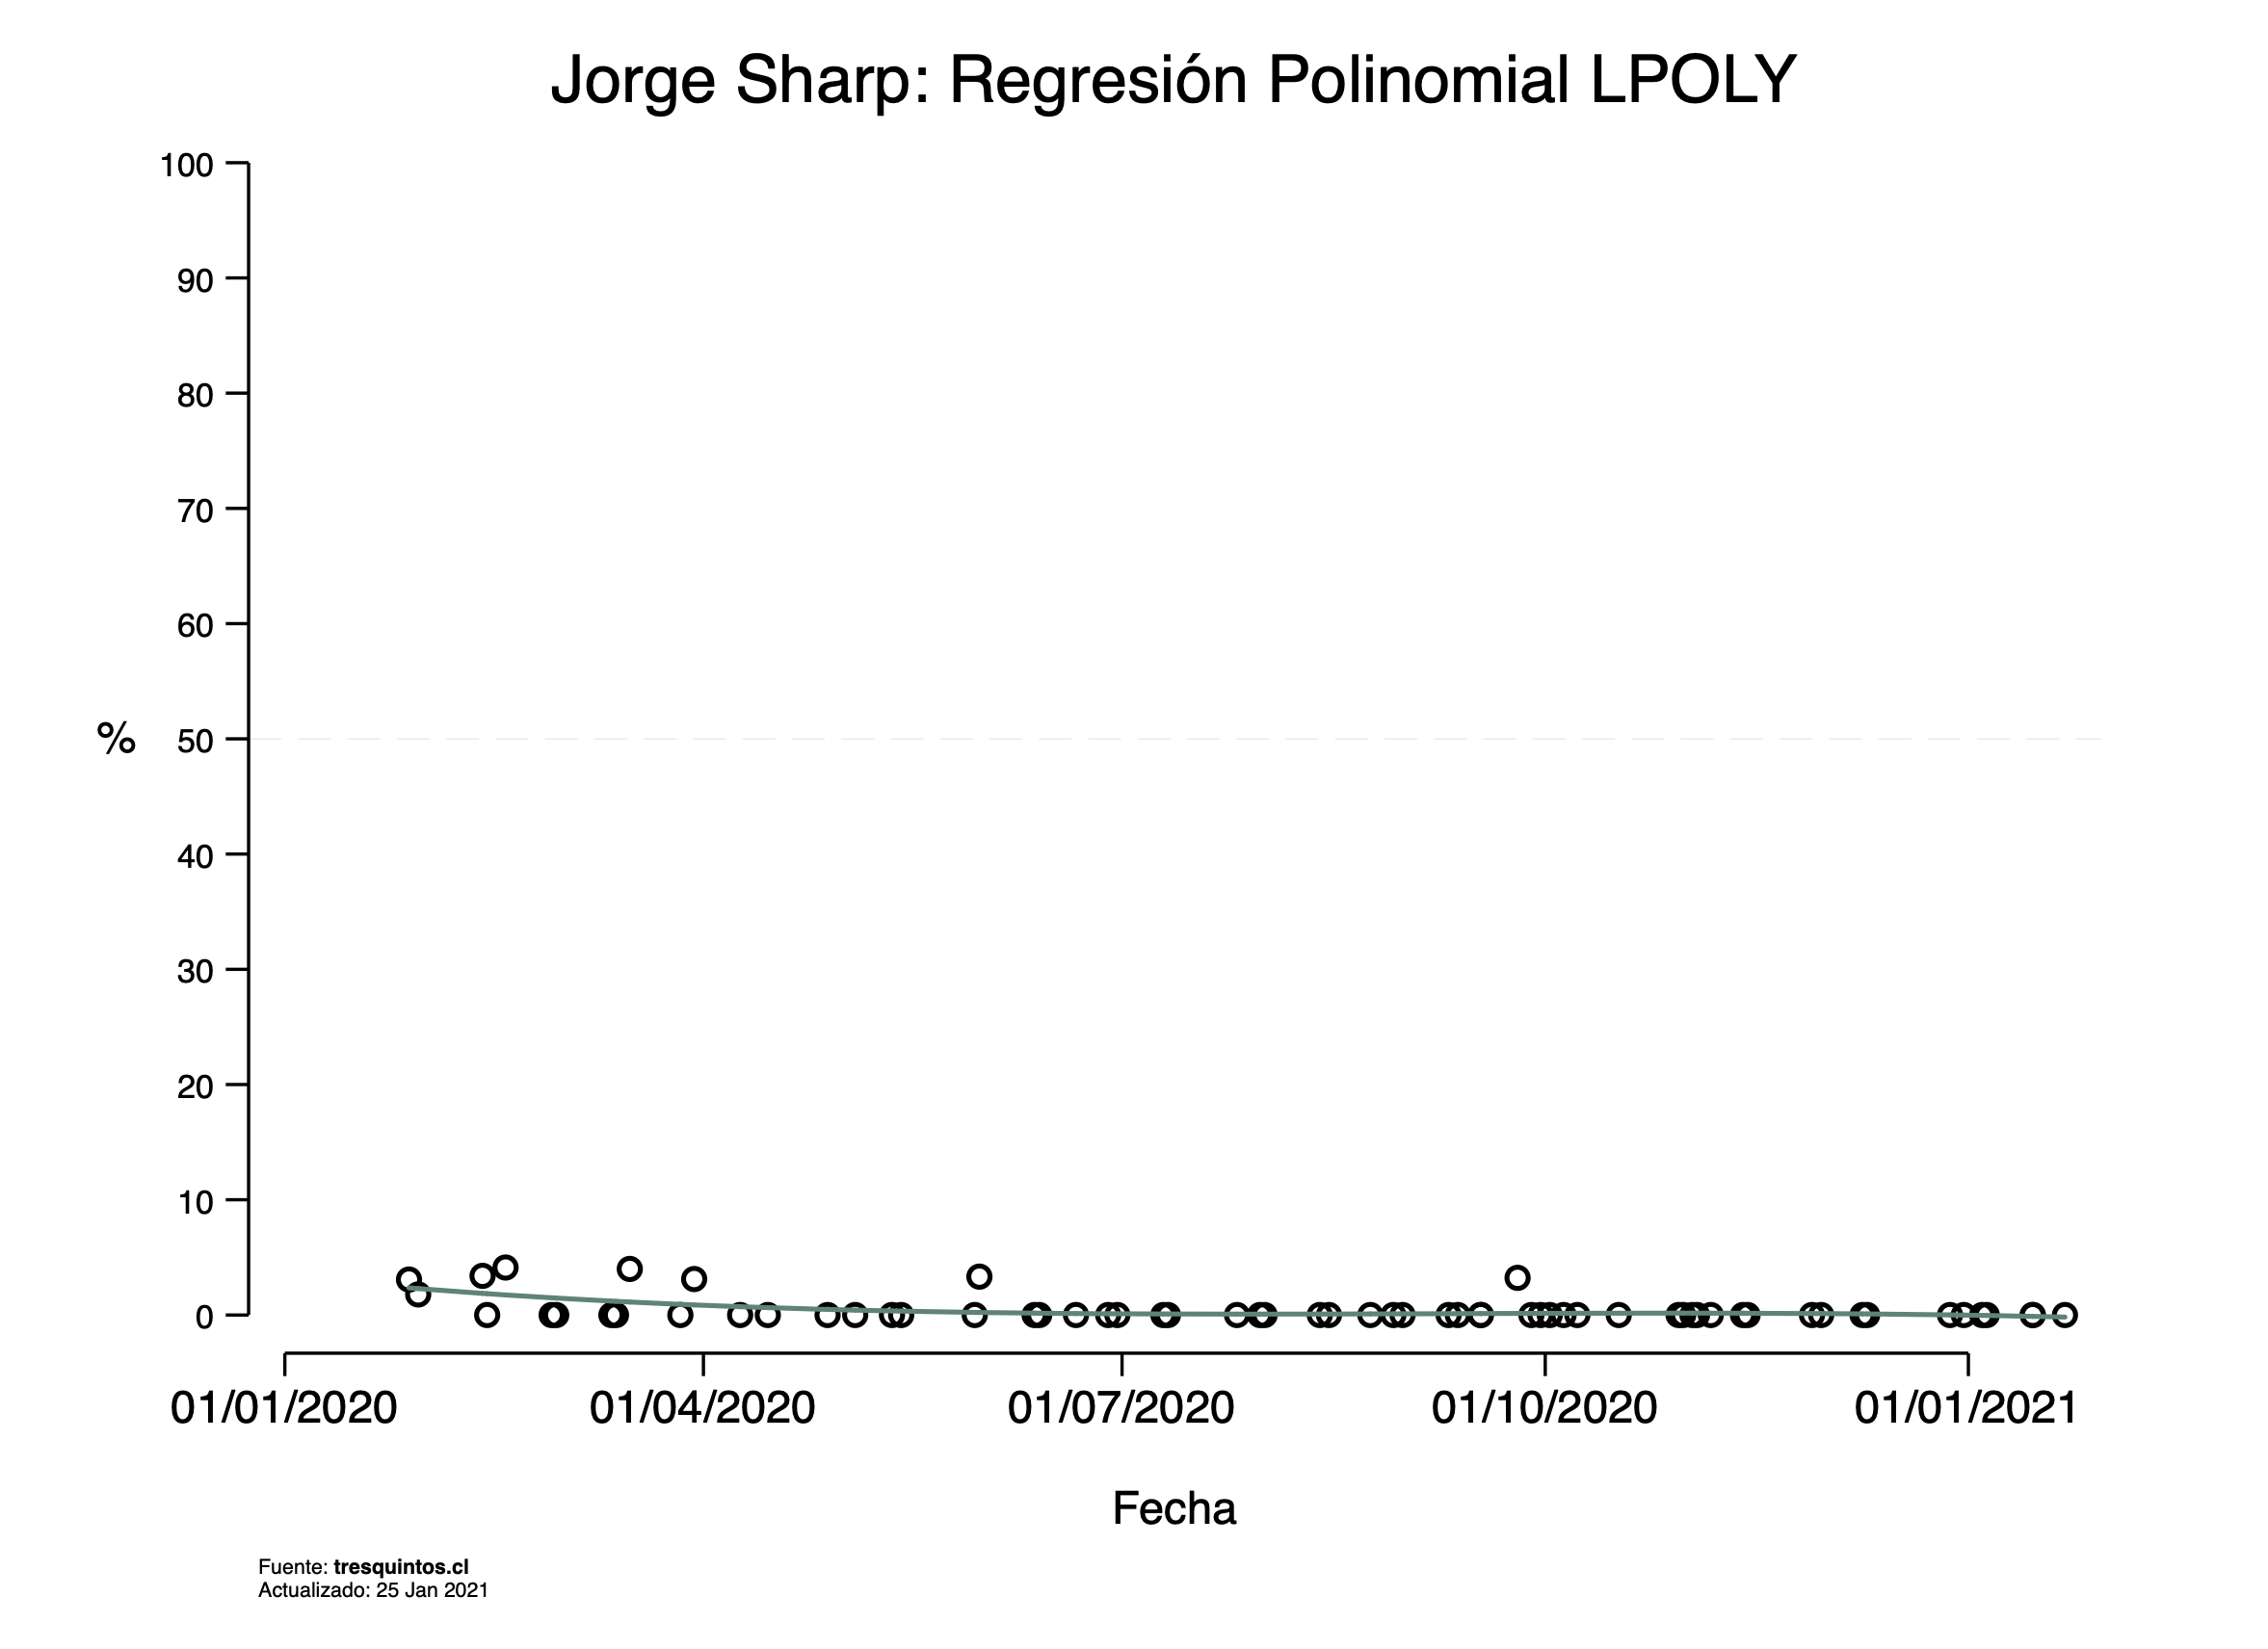 Jorge Sharp: Regresión Polinomial LPOLY
100
90
80
70
60
% 50
40
30
20
10
0
01/01/2020 01/04/2020 01/07/2020 01/10/2020 01/01/2021
Fecha
Fuente: tresquintos.cl
Actualizado: 25 Jan 2021